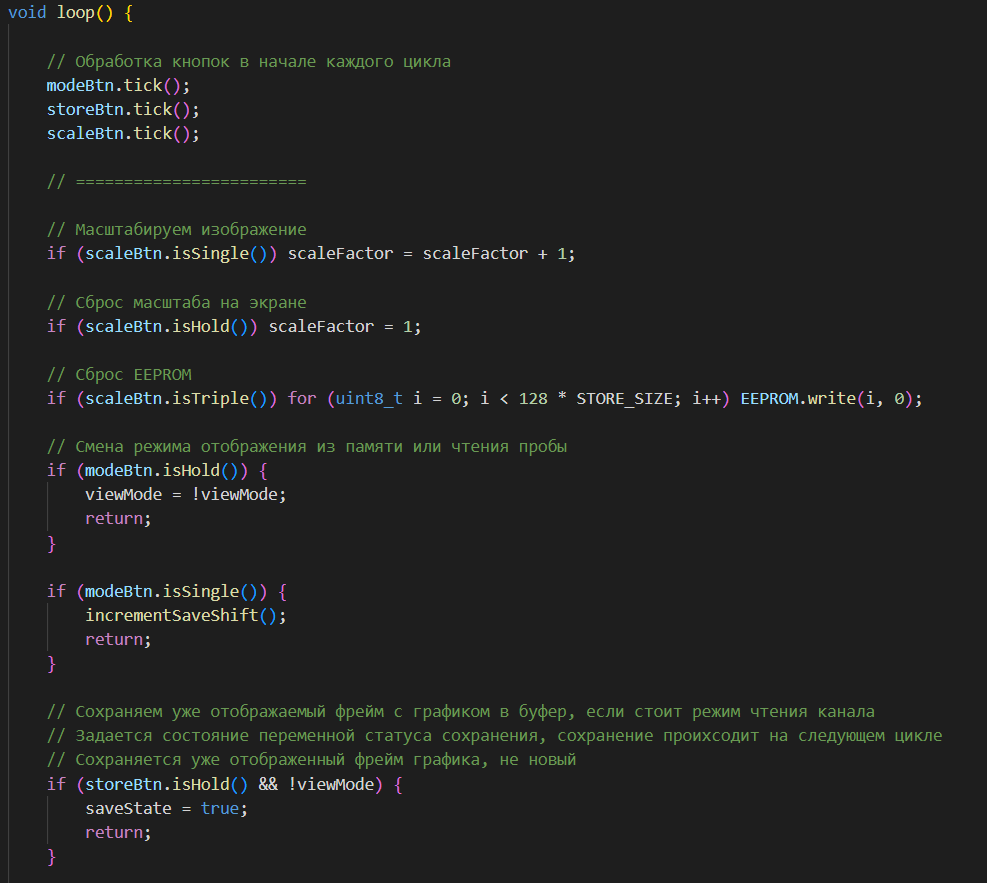 void loop() {
// Обработка кнопок в начале каждого цикла
modeBtn.tick();
storeBtn.tick();
scaleBtn.tick();
// ========================
// Масштабируем изображение
if (scaleBtn.isSingle()) scaleFactor = scaleFactor + 1;
// Сброс масштаба на экране
if (scaleBtn.isHold()) scaleFactor = 1;
// Сброс EEPROM
if (scaleBtn.isTriple()) for (uint8_t i = 0; i < 128 * STORE_SIZE; i++) EEPROM.write(i, 0);
// Смена режима отображения из памяти или чтения пробы
if (modeBtn.isHold()) {
viewMode = !viewMode;
return;
}
if (modeBtn.isSingle()) {
incrementSaveShift();
return;
}
// Сохраняем уже отображаемый фрейм с графиком в буфер, если стоит режим чтения канала
// Задается состояние переменной статуса сохранения, сохранение проихсодит на следующем цикле
// Сохраняется уже отображенный фрейм графика, не новый
if (storeBtn.isHold() && !viewMode) {
saveState = true;
return;
}